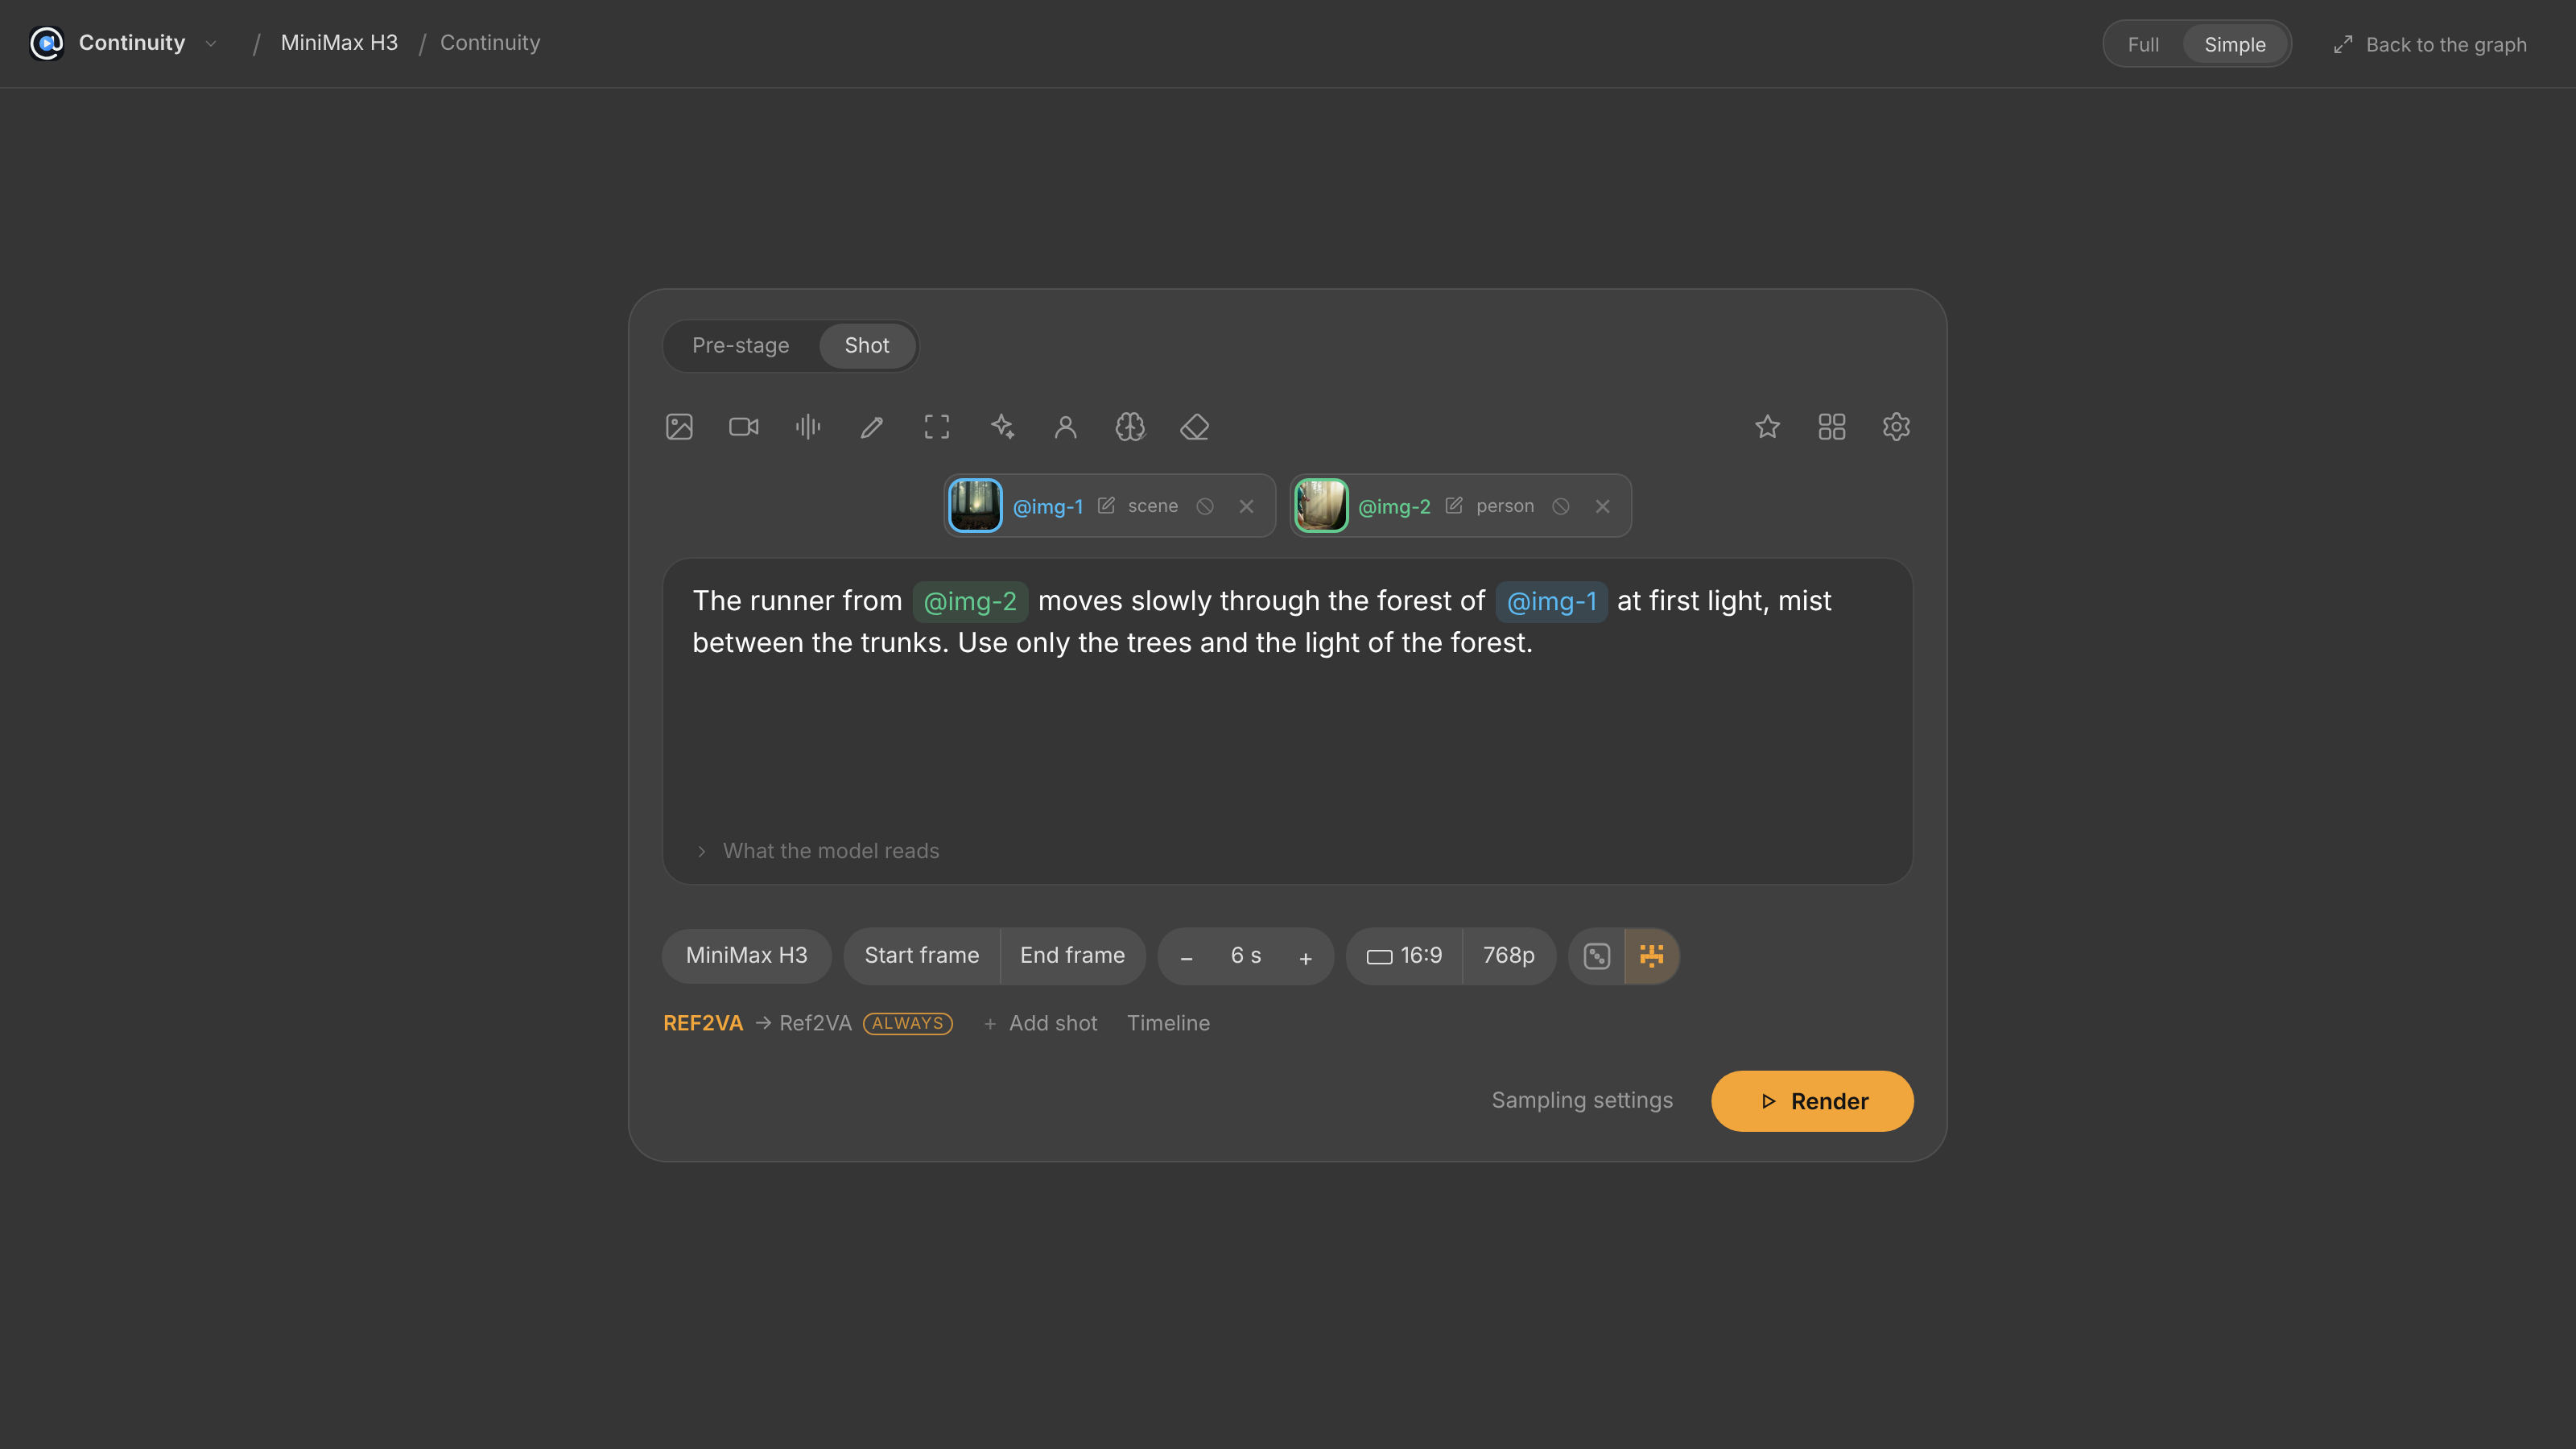 Continuity / MiniMax H3 / Continuity
Full Simple Back to the graph
Pre-stage Shot
@img-1 scene @img-2 person
The runner from @img-2 moves slowly through the forest of @img-1 at first light, mist
between the trunks. Use only the trees and the light of the forest.
What the model reads
MiniMax H3 Start frame End frame − 6 s + 16:9 768p
REF2VA → Ref2VA ALWAYS + Add shot Timeline
Sampling settings Render